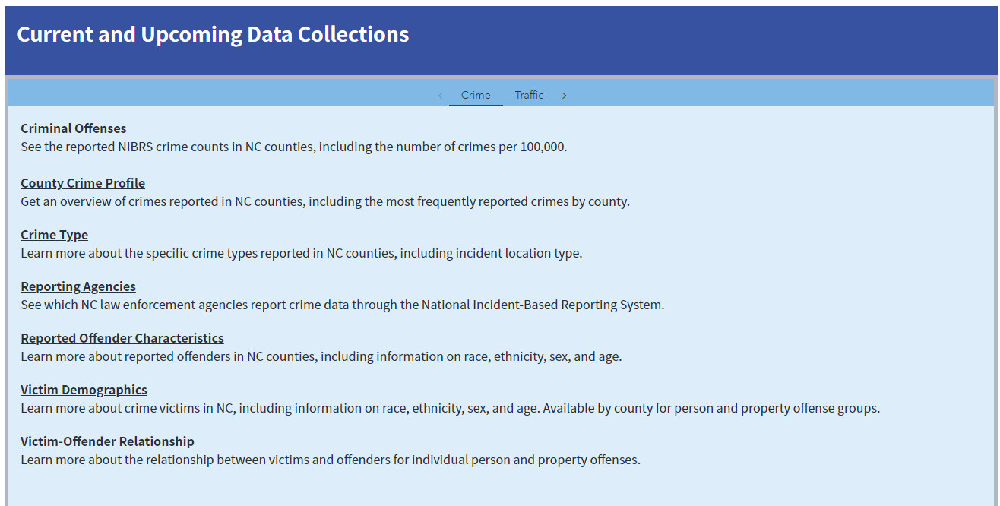 Current and Upcoming Data Collections
Crime
Traffic
Criminal Offenses
See the reported NIBRS crime counts in NC counties, including the number of crimes per 100,000.
County Crime Profile
Get an overview of crimes reported in NC counties, including the most frequently reported crimes by county.
Crime Type
Learn more about the specific crime types reported in NC counties, including incident location type.
Reporting Agencies
See which NC law enforcement agencies report crime data through the National Incident-Based Reporting System.
Reported Offender Characteristics
Learn more about reported offenders in NC counties, including information on race, ethnicity, sex, and age.
Victim Demographics
Learn more about crime victims in NC, including information on race, ethnicity, sex, and age. Available by county for person and property offense groups.
Victim-Offender Relationship
Learn more about the relationship between victims and offenders for individual person and property offenses.